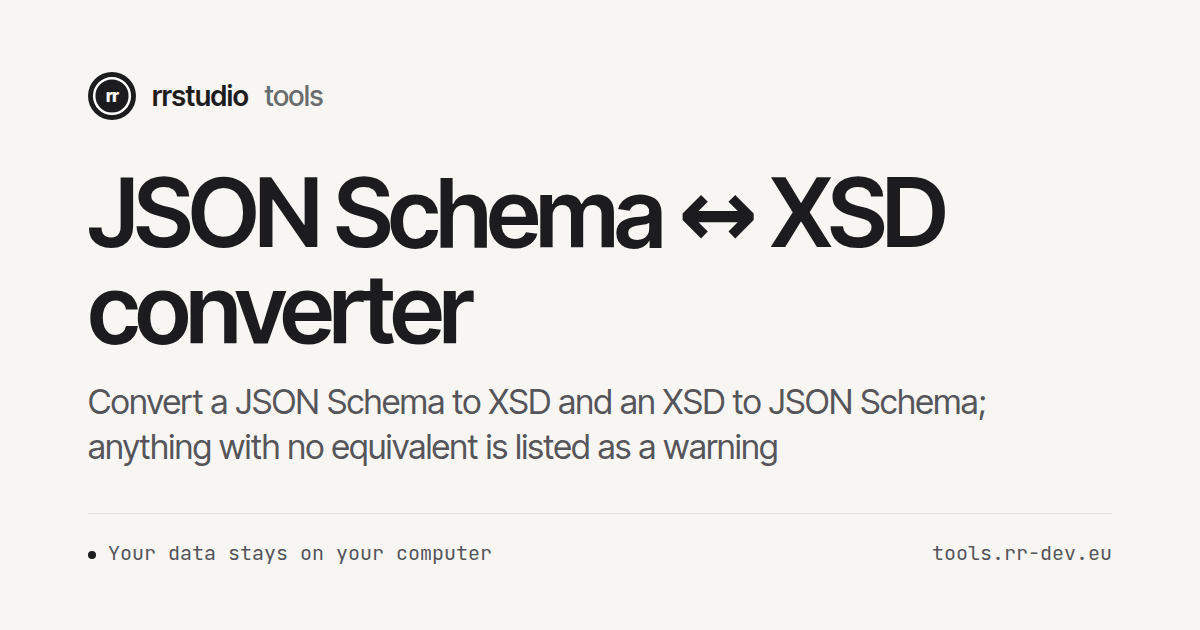 rr rrstudio tools
JSON Schema ↔ XSD
converter
Convert a JSON Schema to XSD and an XSD to JSON Schema;
anything with no equivalent is listed as a warning
• Your data stays on your computer
tools.rr-dev.eu